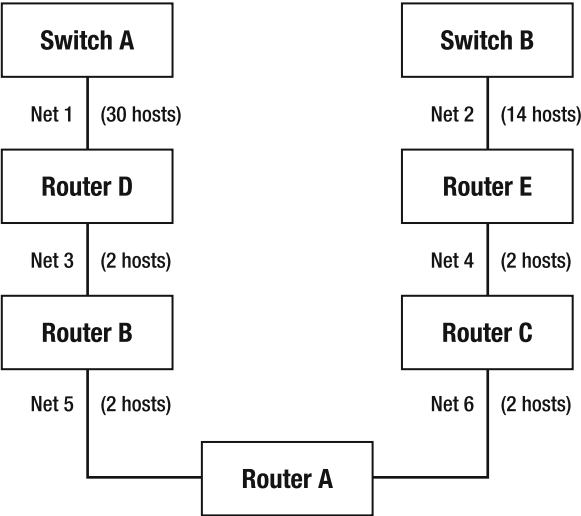 Switch A
Switch B
Net 1 (30 hosts)
Net 2 (14 hosts)
Router D
Router E
Net 3 (2 hosts)
Net 4 (2 hosts)
Router B
Router C
Net 5 (2 hosts)
Net 6 (2 hosts)
Router A